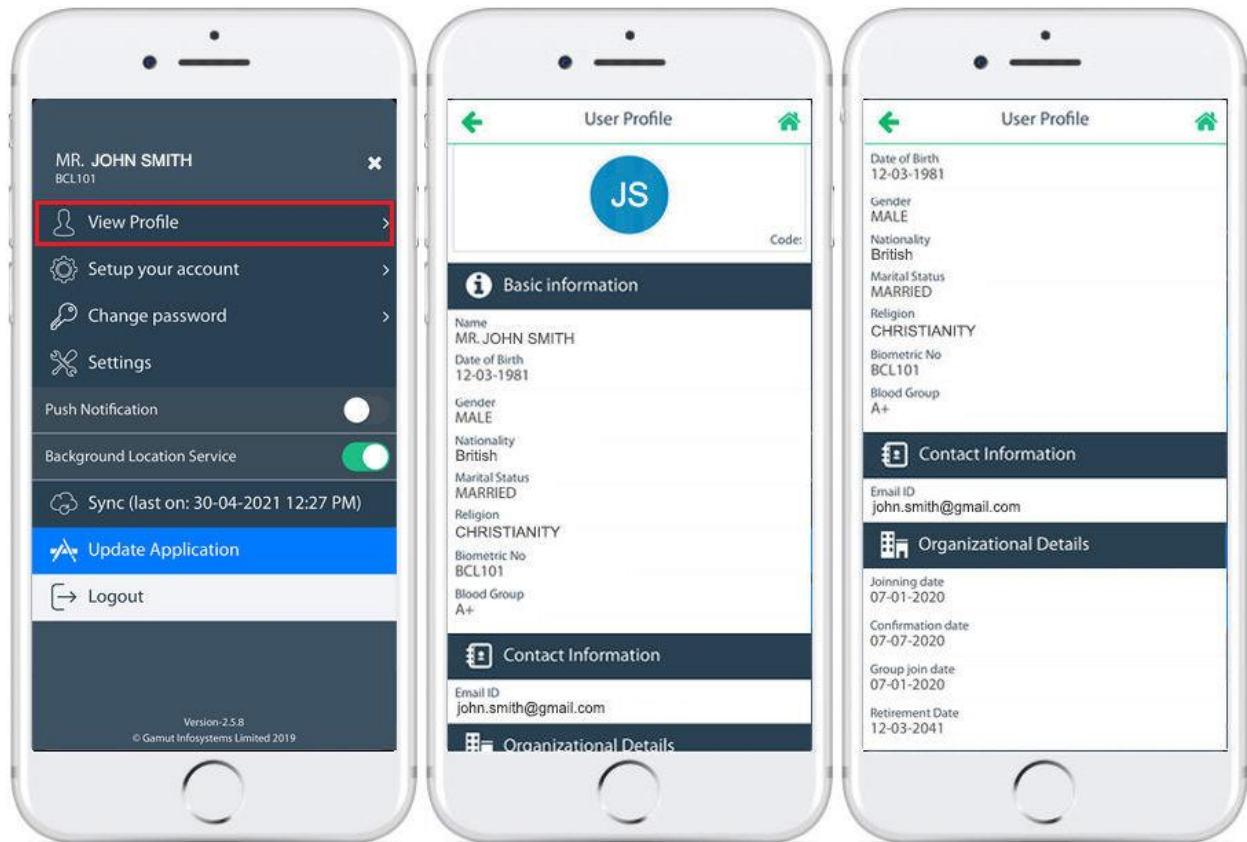 MR. JOHN SMITH
BCL101
View Profile
Setup your account
Change password
Settings
Push Notification
Background Location Service
Sync (last on: 30-04-2021 12:27 PM)
Update Application
Logout
Version-2.5.8
© Gamut Infosystems Limited 2019
User Profile
JS
Code:
Basic information
Name
MR. JOHN SMITH
Date of Birth
12-03-1981
Gender
MALE
Nationality
British
Marital Status
MARRIED
Religion
CHRISTIANITY
Biometric No
BCL101
Blood Group
A+
Contact Information
Email ID
john.smith@gmail.com
Organizational Details
User Profile
Date of Birth
12-03-1981
Gender
MALE
Nationality
British
Marital Status
MARRIED
Religion
CHRISTIANITY
Biometric No
BCL101
Blood Group
A+
Contact Information
Email ID
john.smith@gmail.com
Organizational Details
Joinning date
07-01-2020
Confirmation date
07-07-2020
Group join date
07-01-2020
Retirement Date
12-03-2041